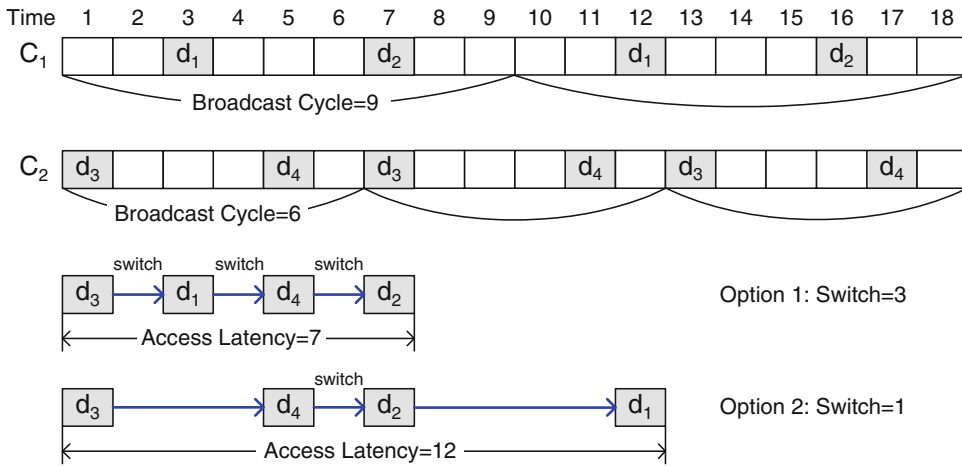 Time 1 2 3 4 5 6 7 8 9 10 11 12 13 14 15 16 17 18
C1 d1 d2 d1 d2
Broadcast Cycle=9
C2 d3 d4 d3 d4 d3 d4
Broadcast Cycle=6
switch switch switch
d3 d1 d4 d2 Option 1: Switch=3
Access Latency=7
switch
d3 d4 d2 d1 Option 2: Switch=1
Access Latency=12